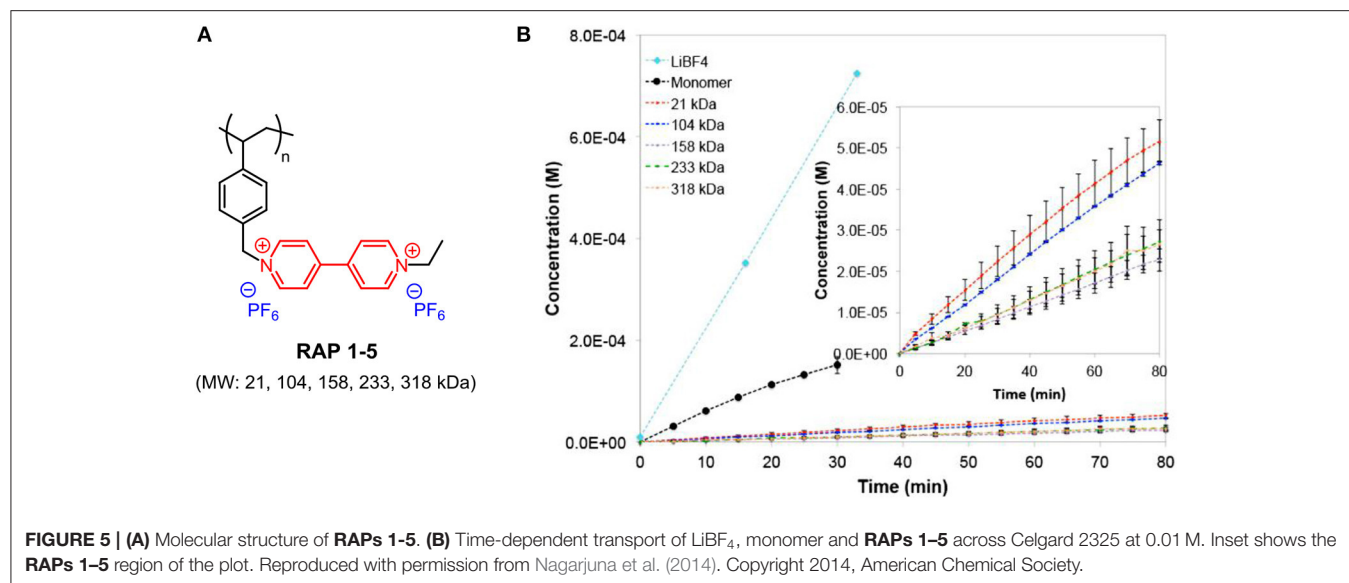 A
n
N
N
PF6
PF6
RAP 1-5
(MW: 21, 104, 158, 233, 318 kDa)
B
8.0E-04
6.0E-04
4.0E-04
2.0E-04
0.0E+00
Concentration (M)
LiBF4
Monomer
21 kDa
104 kDa
158 kDa
233 kDa
318 kDa
6.0E-05
5.0E-05
4.0E-05
3.0E-05
2.0E-05
1.0E-05
0.0E+00
Concentration (M)
0 20 40 60 80
Time (min)
0 10 20 30 40 50 60 70 80
Time (min)
FIGURE 5 | (A) Molecular structure of RAPs 1-5. (B) Time-dependent transport of LiBF4, monomer and RAPs 1–5 across Celgard 2325 at 0.01 M. Inset shows the
RAPs 1–5 region of the plot. Reproduced with permission from Nagarjuna et al. (2014). Copyright 2014, American Chemical Society.